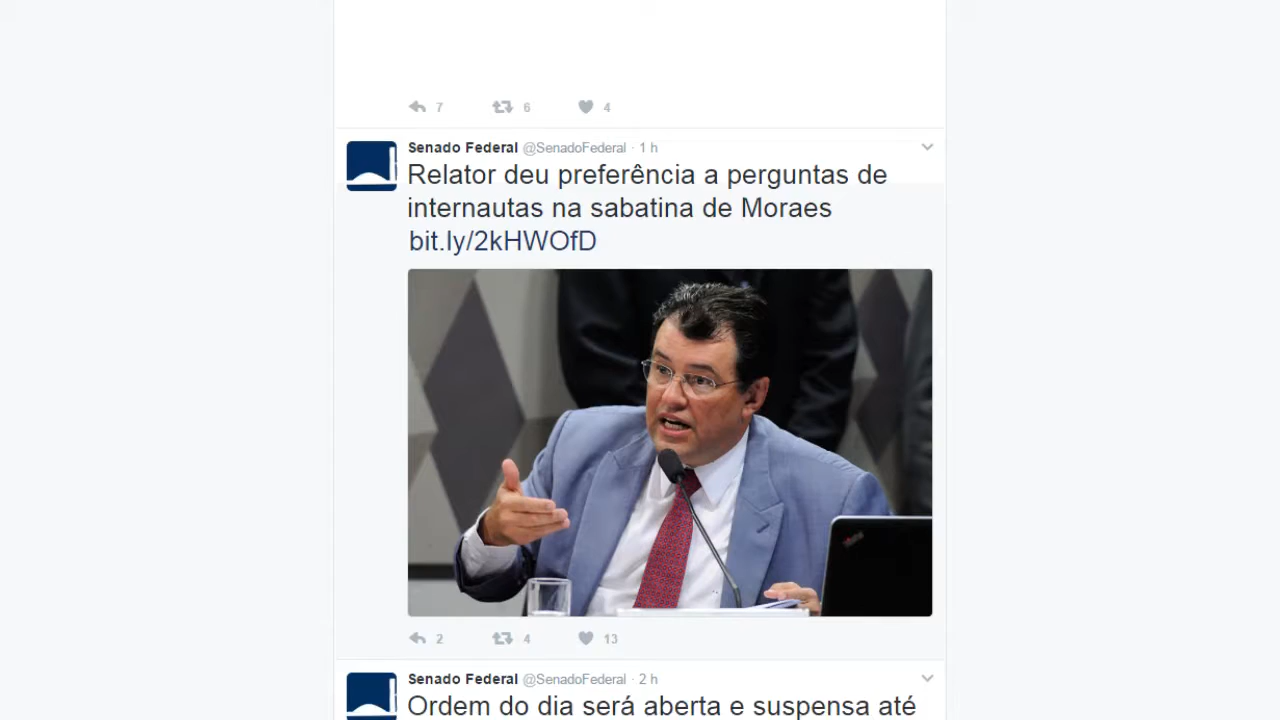 7 6 4
Senado Federal @SenadoFederal · 1 h
Relator deu preferência a perguntas de
internautas na sabatina de Moraes
bit.ly/2kHWOfD
2 4 13
Senado Federal @SenadoFederal · 2 h
Ordem do dia será aberta e suspensa até